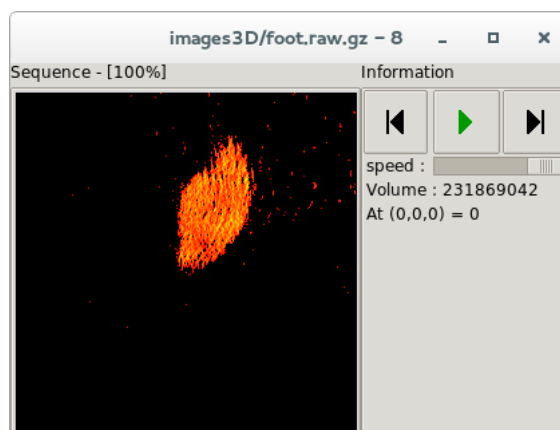 images3D/foot.raw.gz - 8
Sequence - [100%]
Information
speed :
Volume : 231869042
At (0,0,0) = 0